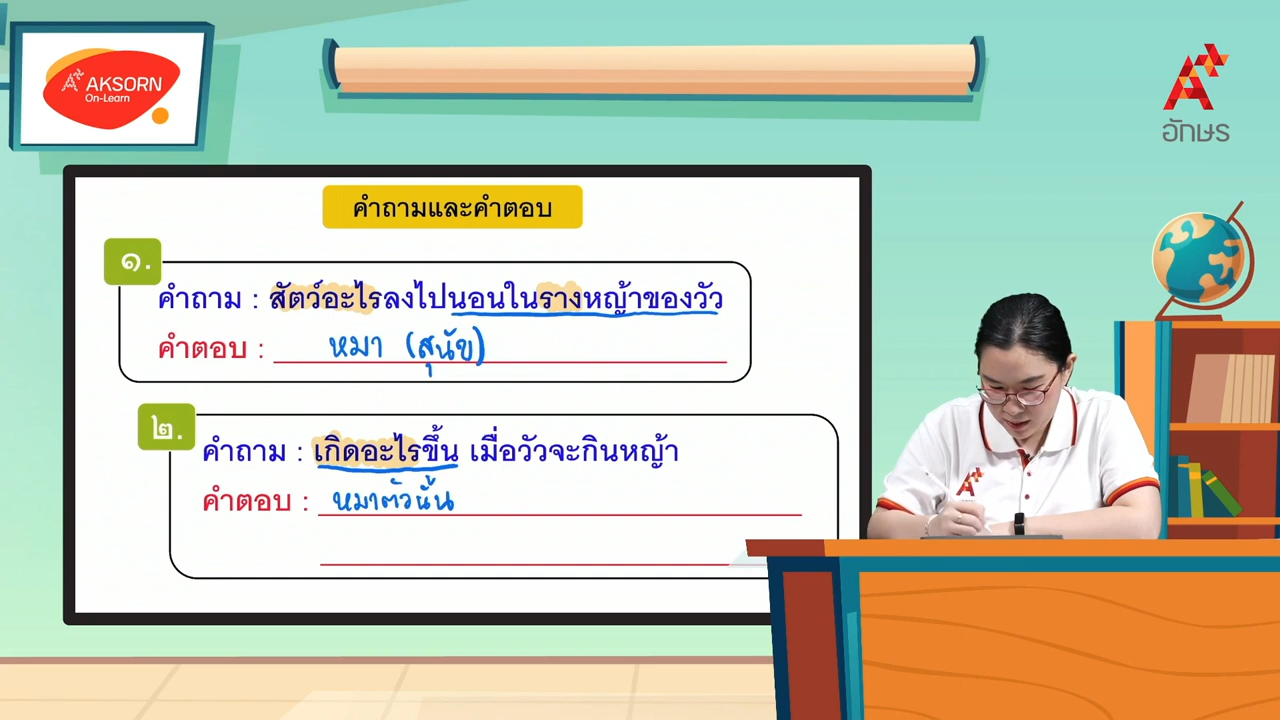 AKSORN
On-Learn
อักษร
คำถามและคำตอบ
๑.
คำถาม : สัตว์อะไรลงไปนอนในรางหญ้าของวัว
คำตอบ : หมา (สุนัข)
๒.
คำถาม : เกิดอะไรขึ้น เมื่อวัวจะกินหญ้า
คำตอบ : หมาตัวนั้น